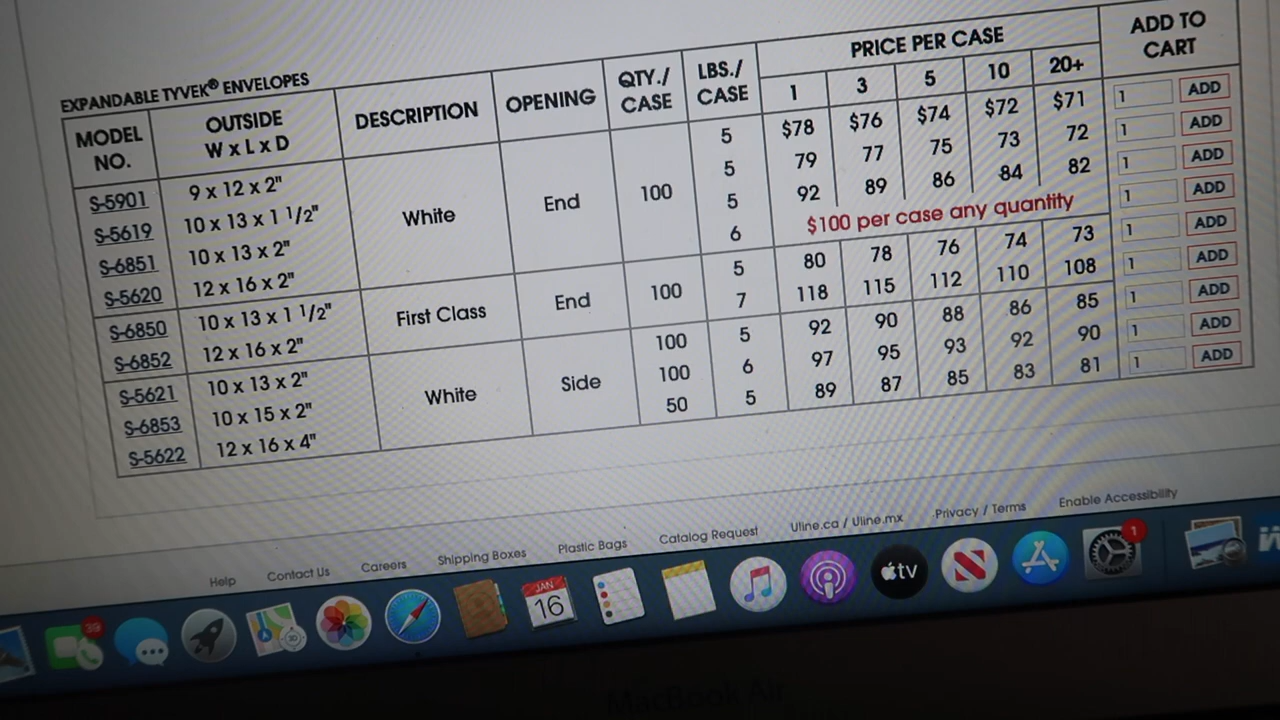 EXPANDABLE TYVEK® ENVELOPES
MODEL NO. OUTSIDE W x L x D DESCRIPTION OPENING QTY./ CASE LBS./ CASE PRICE PER CASE ADD TO CART
1 3 5 10 20+
S-5901 9 x 12 x 2" White End 100 5 $78 $76 $74 $72 $71 1 ADD
S-5619 10 x 13 x 1 1/2" 5 79 77 75 73 72 1 ADD
S-6851 10 x 13 x 2" 5 92 89 86 84 82 1 ADD
S-5620 12 x 16 x 2" 6 $100 per case any quantity 1 ADD
S-6850 10 x 13 x 1 1/2" First Class End 100 5 80 78 76 74 73 1 ADD
S-6852 12 x 16 x 2" 7 118 115 112 110 108 1 ADD
S-5621 10 x 13 x 2" White Side 100 5 92 90 88 86 85 1 ADD
S-6853 10 x 15 x 2" 100 6 97 95 93 92 90 1 ADD
S-5622 12 x 16 x 4" 50 5 89 87 85 83 81 1 ADD
Help Contact Us Careers Shipping Boxes Plastic Bags Catalog Request Uline.ca / Uline.mx Privacy / Terms Enable Accessibility
39
JAN
16
3D
tv
1
MacBook Air